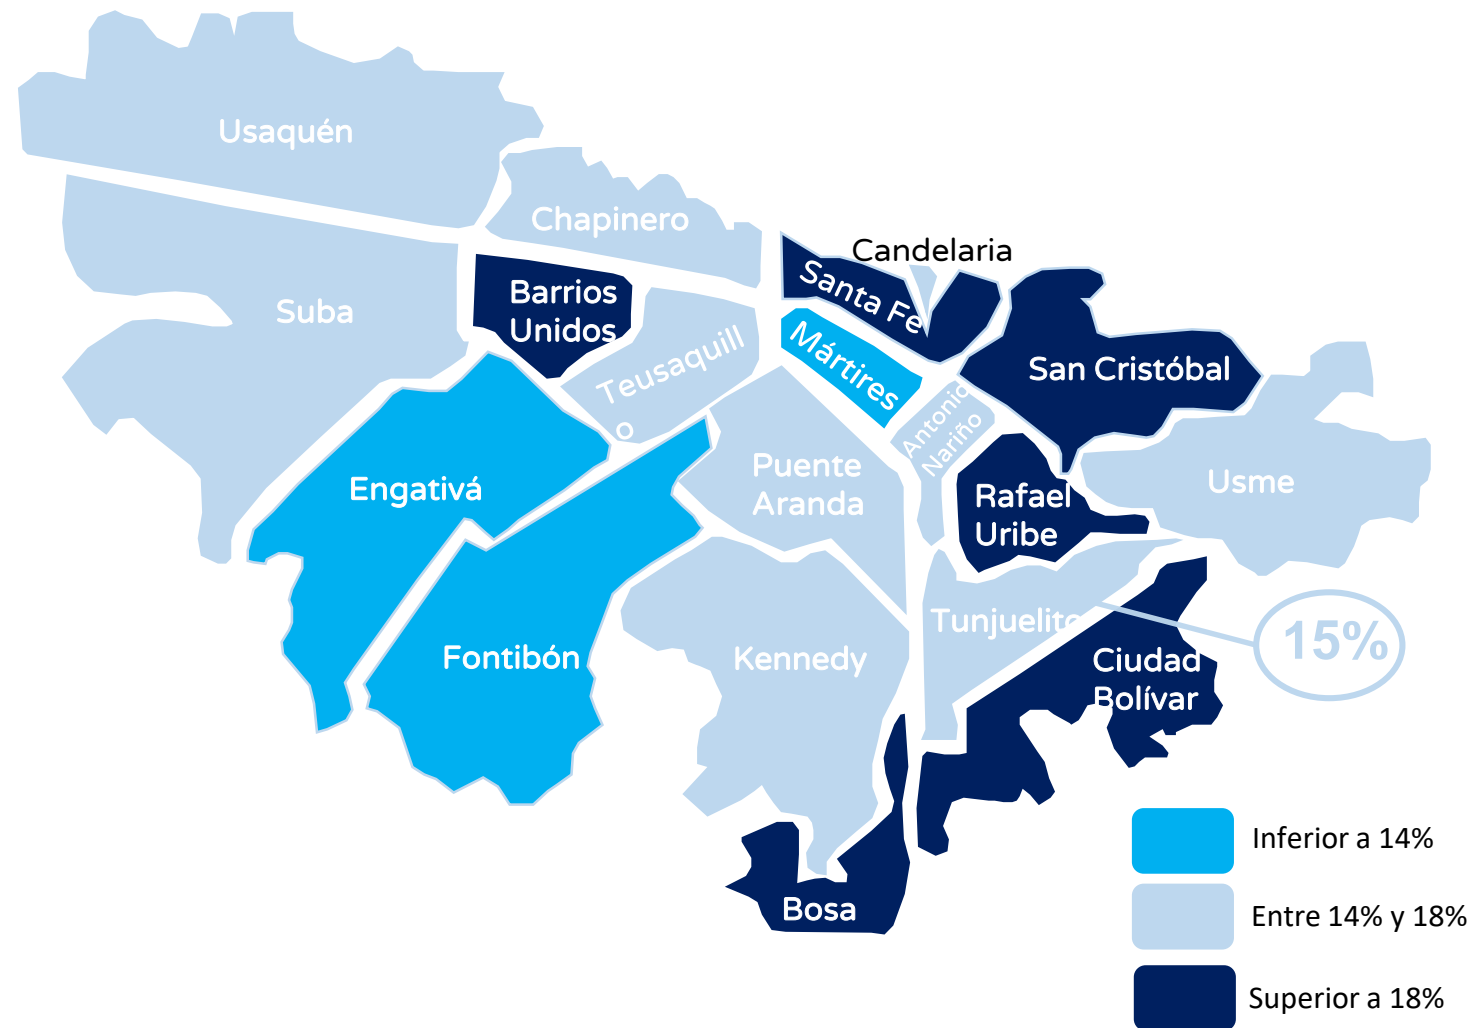 Usaquén
Chapinero
Candelaria
Suba
Barrios
Unidos
Santa Fe
Teusaquill
o
Mártires
San Cristóbal
Antonio
Nariño
Engativá
Puente
Aranda
Rafael
Uribe
Usme
Fontibón
Kennedy
Tunjuelito
15%
Ciudad
Bolívar
Bosa
Inferior a 14%
Entre 14% y 18%
Superior a 18%